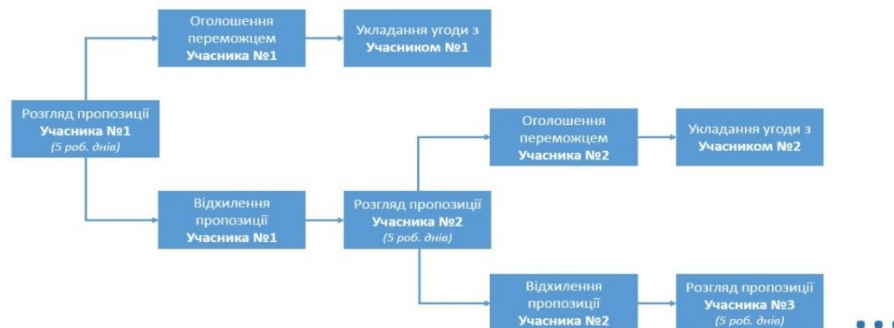 Оголошення
переможцем
Учасника №1
Укладання угоди з
Учасником №1
Розгляд пропозиції
Учасника №1
(5 роб. днів)
Оголошення
переможцем
Учасника №2
Укладання угоди з
Учасником №2
Відхилення
пропозиції
Учасника №1
Розгляд пропозиції
Учасника №2
(5 роб. днів)
Відхилення
пропозиції
Учасника №2
Розгляд пропозиції
Учасника №3
(5 роб. днів)
...